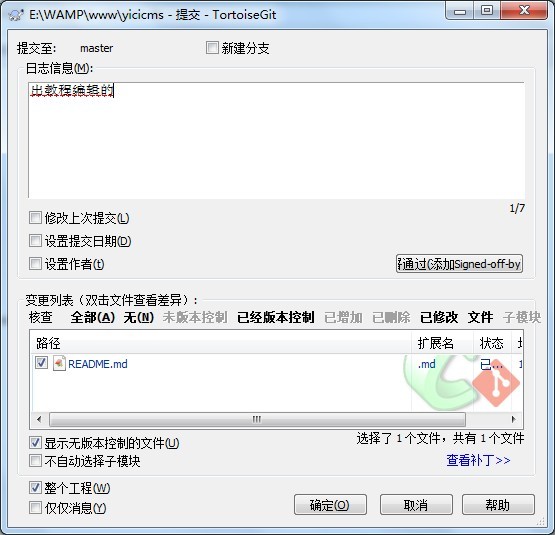 E:\WAMP\www\yicicms - 提交 - TortoiseGit
提交至: master 新建分支
日志信息(M):
出教程编辑的
1/7
修改上次提交(L)
设置提交日期(D)
设置作者(t)
通过(添加Signed-off-by
变更列表（双击文件查看差异）:
核查 全部(A) 无(N) 未版本控制 已经版本控制 已增加 已删除 已修改 文件 子模块
路径 扩展名 状态
README.md .md 已... 1
显示无版本控制的文件(U) 选择了 1 个文件，共有 1 个文件
不自动选择子模块 查看补丁>>
整个工程(W)
仅仅消息(Y)
确定(O) 取消 帮助